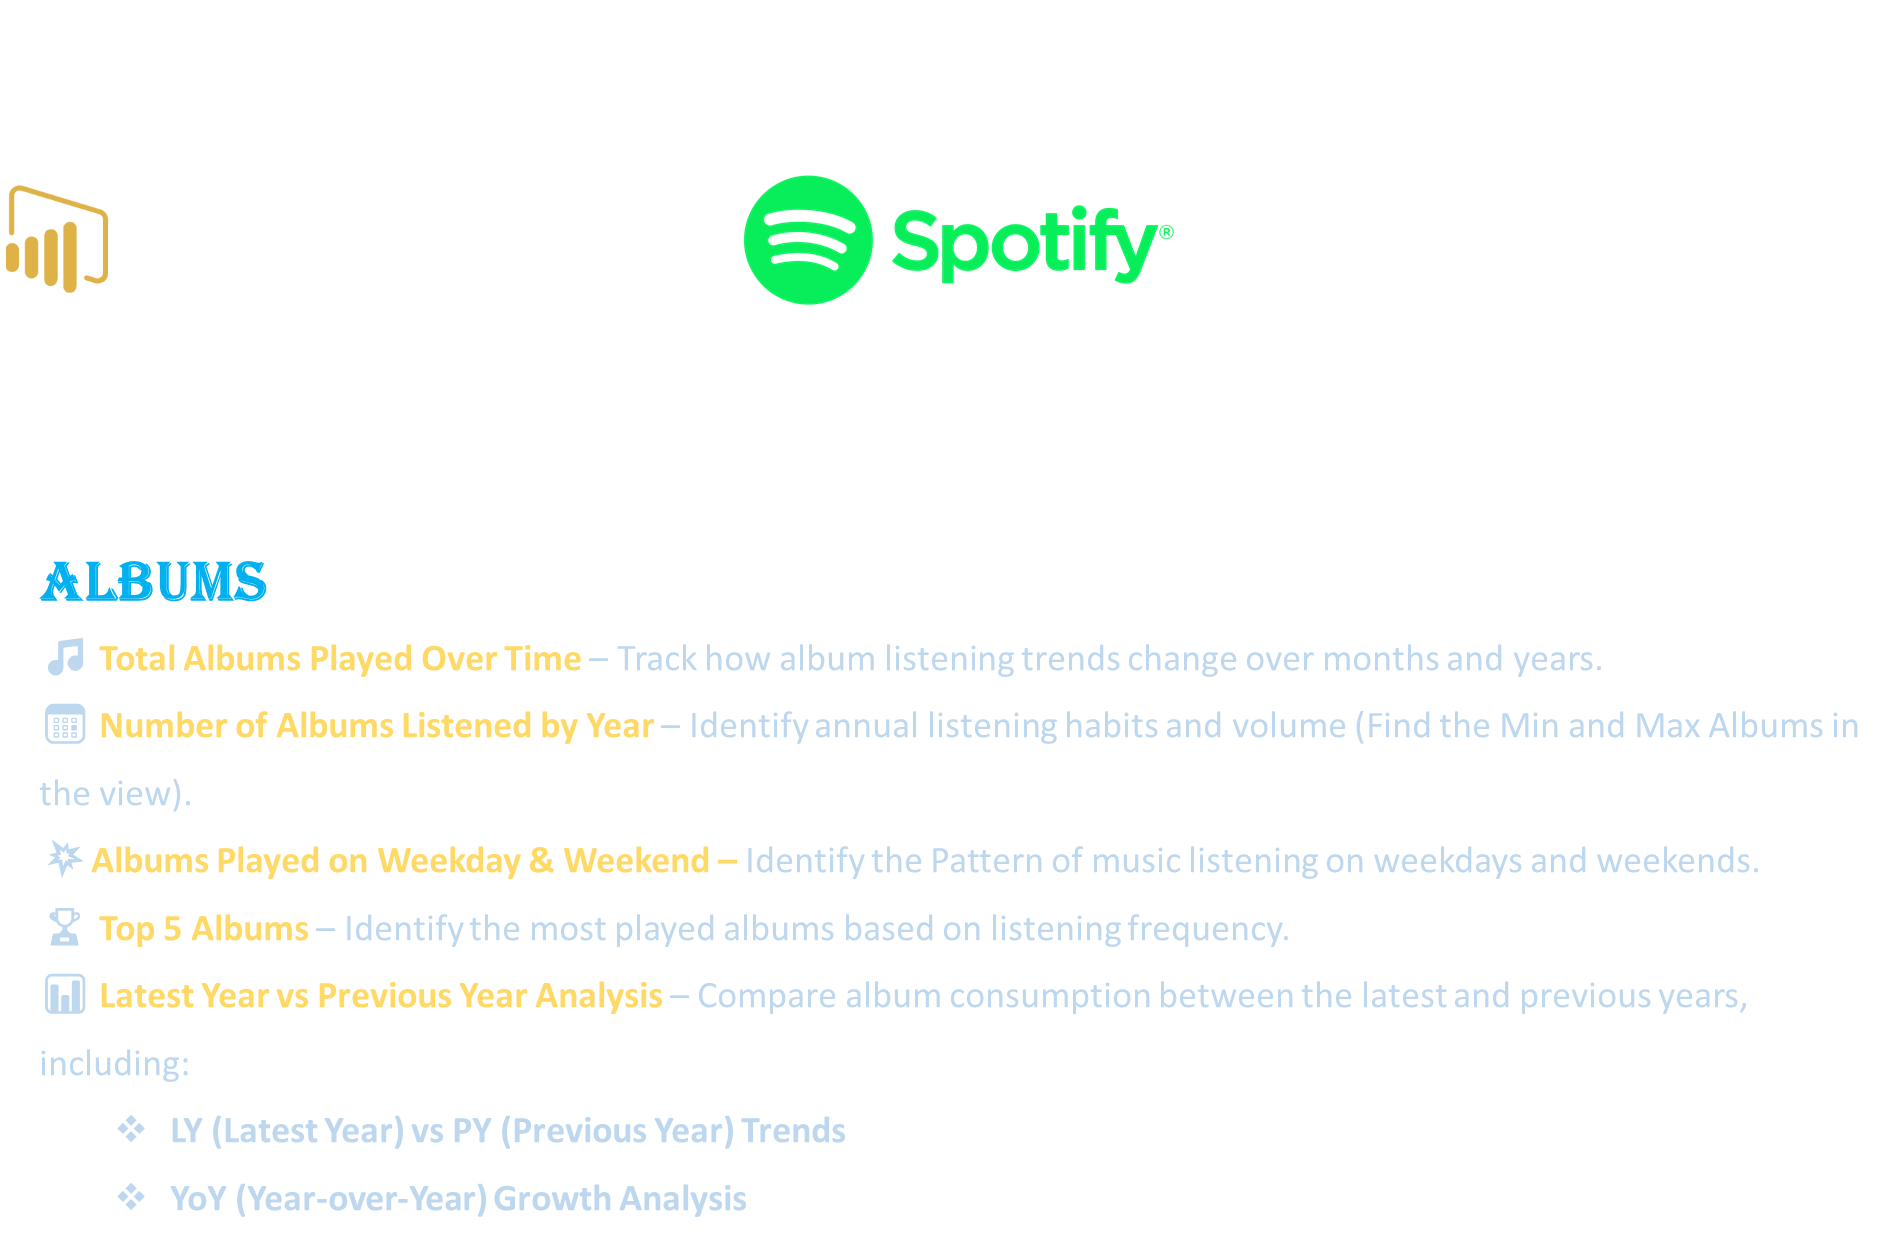 Spotify®
ALBUMS
Total Albums Played Over Time – Track how album listening trends change over months and years.
Number of Albums Listened by Year – Identify annual listening habits and volume (Find the Min and Max Albums in
the view).
Albums Played on Weekday & Weekend – Identify the Pattern of music listening on weekdays and weekends.
Top 5 Albums – Identify the most played albums based on listening frequency.
Latest Year vs Previous Year Analysis – Compare album consumption between the latest and previous years,
including:
❖ LY (Latest Year) vs PY (Previous Year) Trends
❖ YoY (Year-over-Year) Growth Analysis